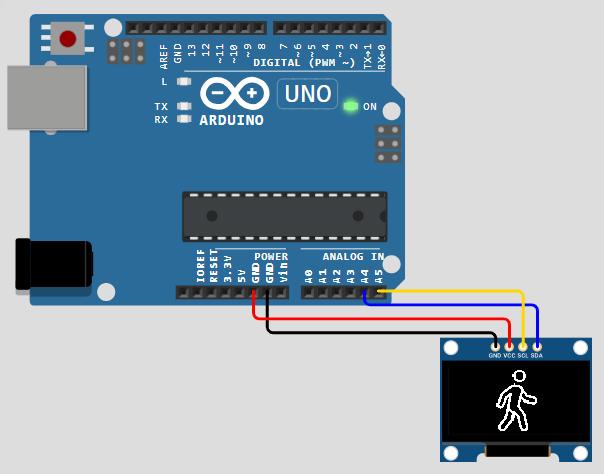 AREF
GND
13
12
~11
~10
~9
8
7
~6
~5
4
~3
2
TX→1
RX←0
DIGITAL (PWM ~)
L
TX
RX
UNO
ON
ARDUINO
POWER
ANALOG IN
IOREF
RESET
3.3V
5V
GND
GND
Vin
A0
A1
A2
A3
A4
A5
GND VCC SCL SDA